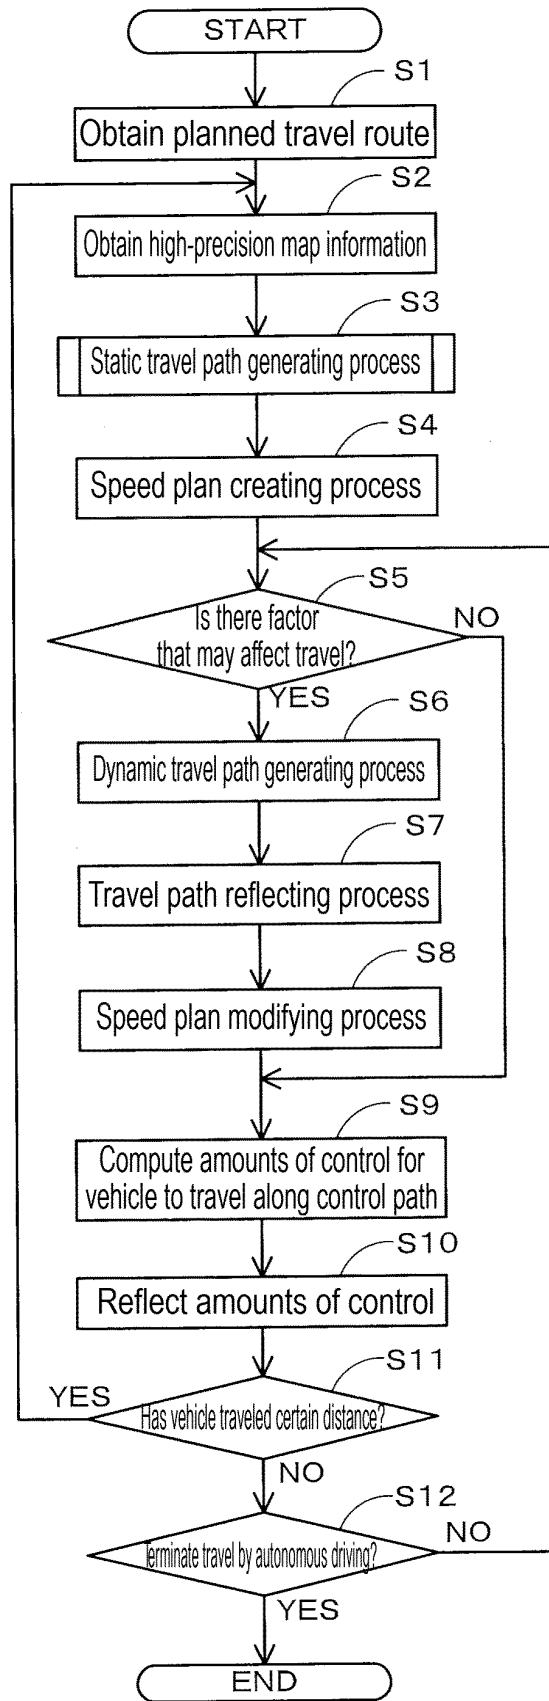 START
S1
Obtain planned travel route
S2
Obtain high-precision map information
S3
Static travel path generating process
S4
Speed plan creating process
S5
Is there factor
that may affect travel?
NO
YES
S6
Dynamic travel path generating process
S7
Travel path reflecting process
S8
Speed plan modifying process
S9
Compute amounts of control for
vehicle to travel along control path
S10
Reflect amounts of control
S11
YES
Has vehicle traveled certain distance?
NO
S12
Terminate travel by autonomous driving?
NO
YES
END